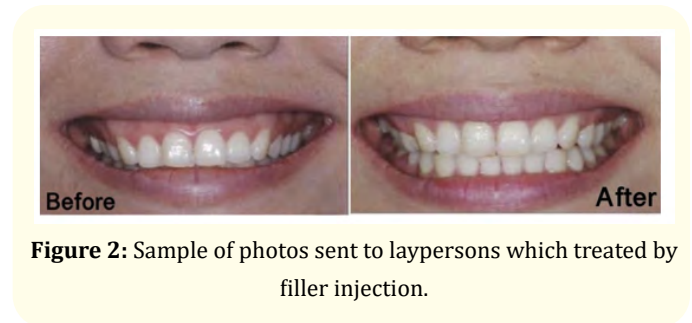 Before
After
Figure 2: Sample of photos sent to laypersons which treated by
filler injection.